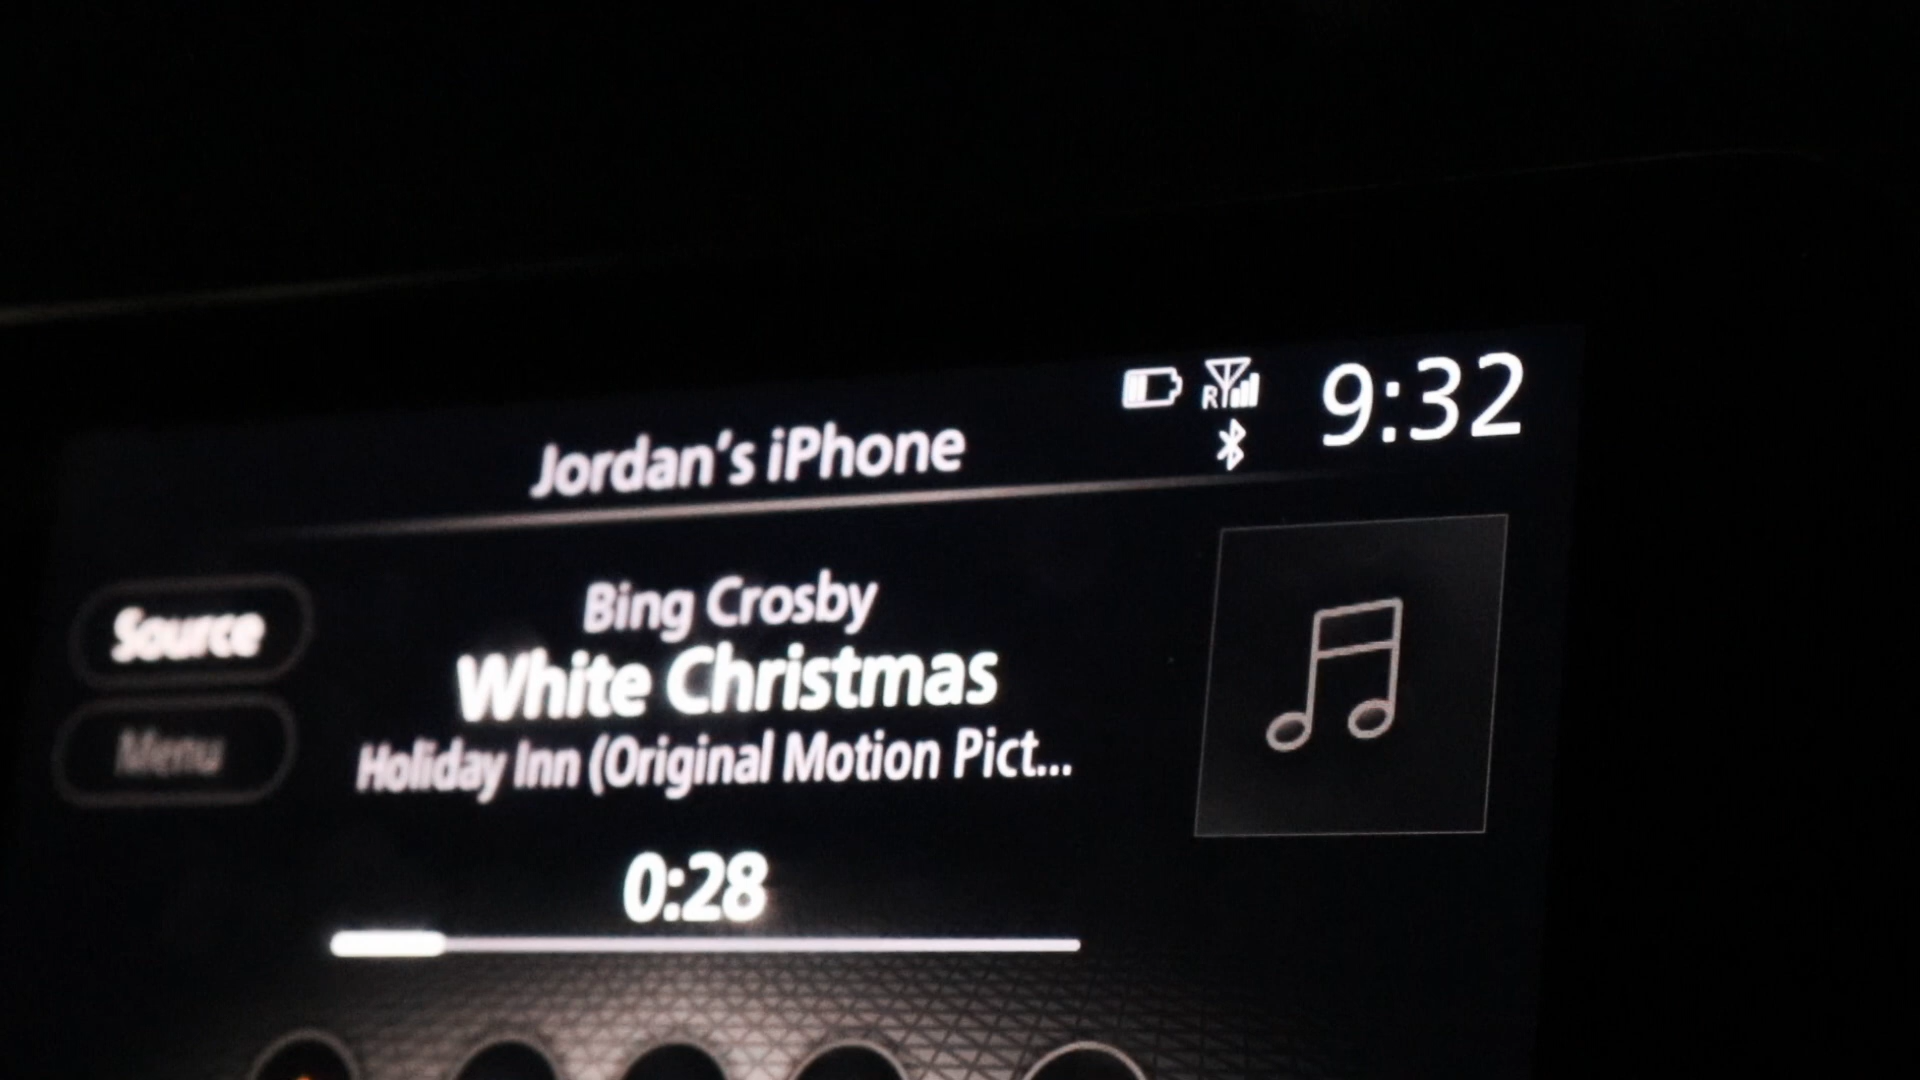 R
9:32
Jordan's iPhone
Source
Menu
Bing Crosby
White Christmas
Holiday Inn (Original Motion Pict...
0:28